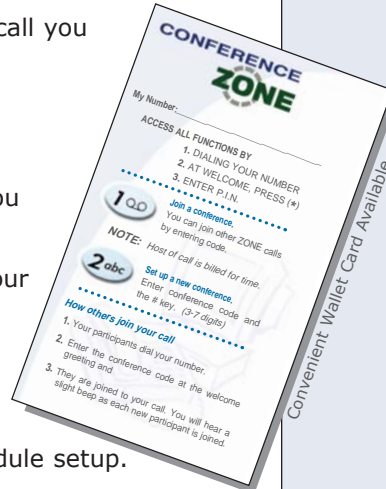 call you
ou
our
dule setup.
CONFERENCE
ZONE
My Number:
ACCESS ALL FUNCTIONS BY
1. DIALING YOUR NUMBER
2. AT WELCOME, PRESS (*)
3. ENTER P.I.N.
1 QO
Join a conference.
You can join other ZONE calls
by entering code.
NOTE: Host of call is billed for time.
2 abc
Set up a new conference.
Enter conference code and
the # key. (3-7 digits)
How others join your call
1. Your participants dial your number.
2. Enter the conference code at the welcome
greeting and
3. They are joined to your call. You will hear a
slight beep as each new participant is joined.
Convenient Wallet Card Available